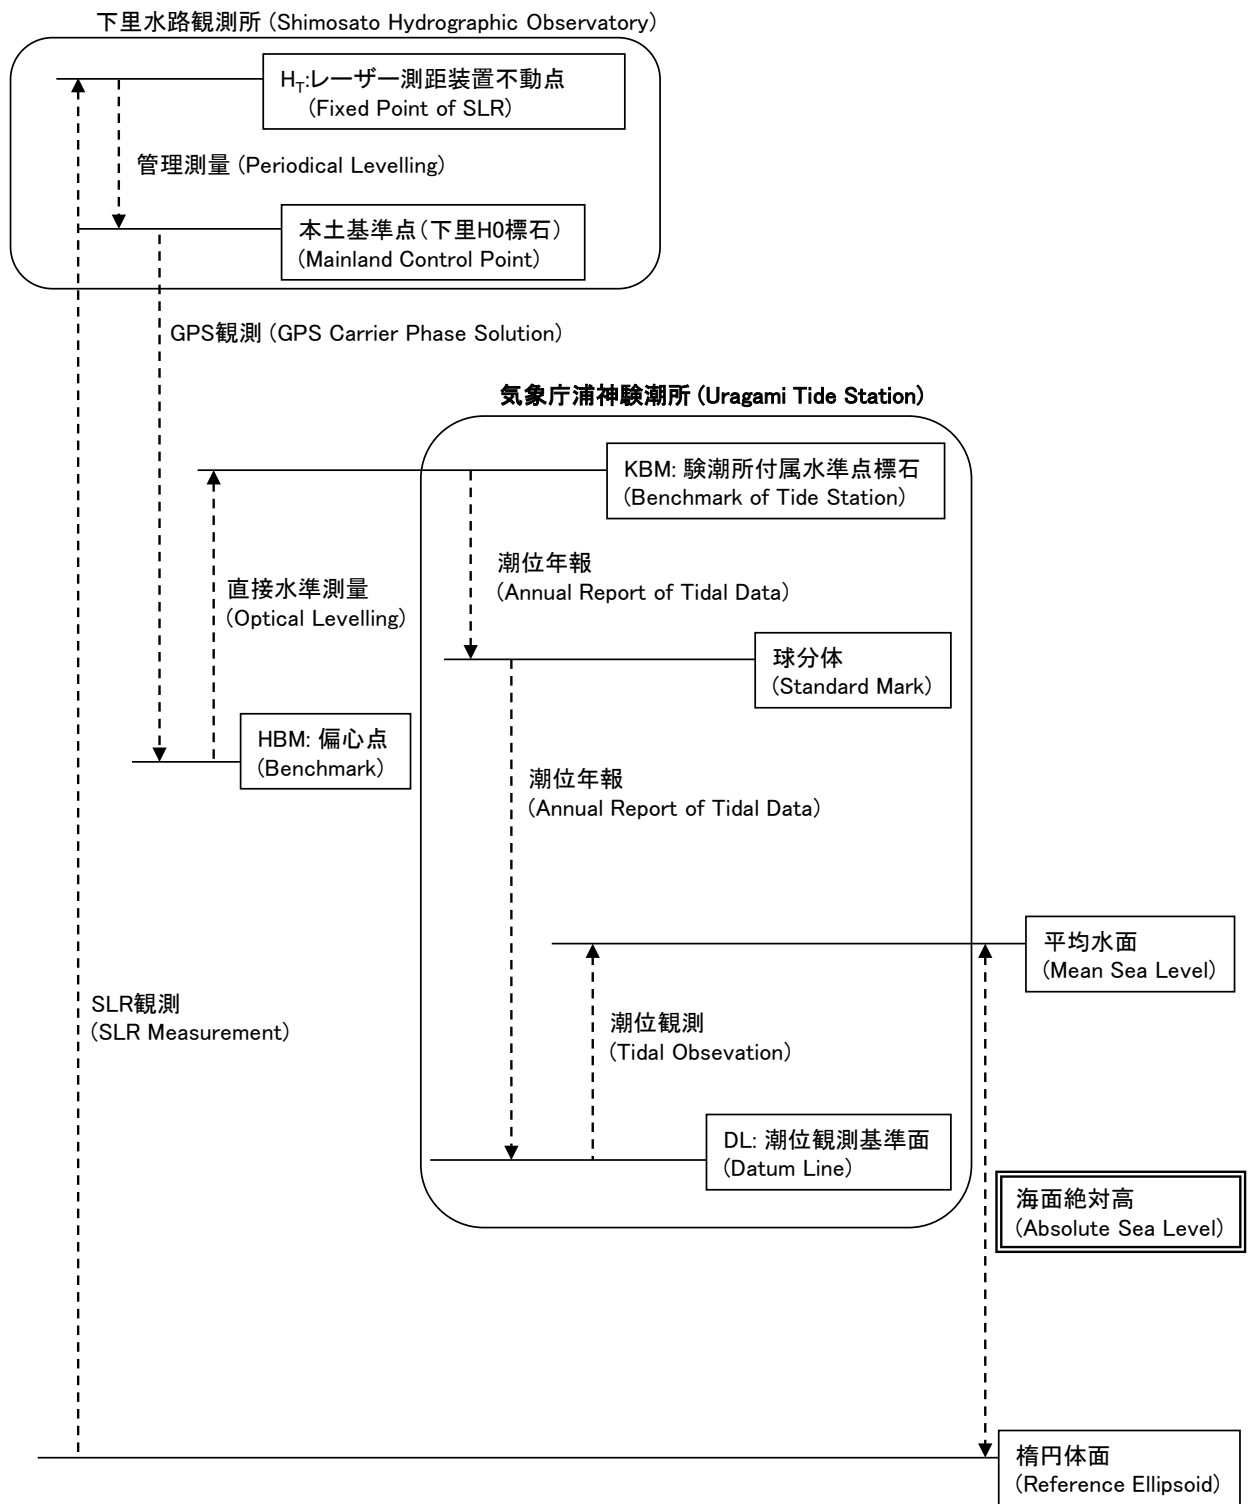 下里水路観測所 (Shimosato Hydrographic Observatory)
HT:レーザー測距装置不動点
(Fixed Point of SLR)
管理測量 (Periodical Levelling)
本土基準点(下里H0標石)
(Mainland Control Point)
GPS観測 (GPS Carrier Phase Solution)
気象庁浦神験潮所 (Uragami Tide Station)
KBM: 験潮所付属水準点標石
(Benchmark of Tide Station)
潮位年報
(Annual Report of Tidal Data)
直接水準測量
(Optical Levelling)
球分体
(Standard Mark)
HBM: 偏心点
(Benchmark)
潮位年報
(Annual Report of Tidal Data)
平均水面
(Mean Sea Level)
SLR観測
(SLR Measurement)
潮位観測
(Tidal Obsevation)
DL: 潮位観測基準面
(Datum Line)
海面絶対高
(Absolute Sea Level)
楕円体面
(Reference Ellipsoid)